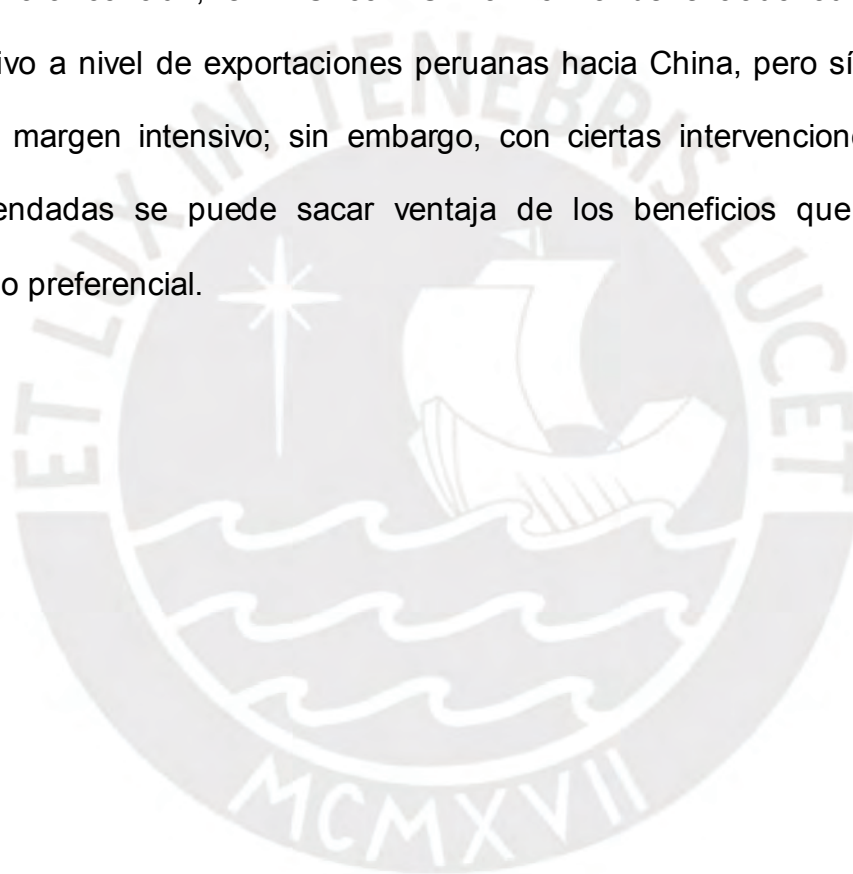 ivo a nivel de exportaciones peruanas hacia China, pero sí
margen intensivo; sin embargo, con ciertas intervencion
endadas se puede sacar ventaja de los beneficios que
o preferencial.
ET LUX IN TENEBRIS LUCET
MCMXVII